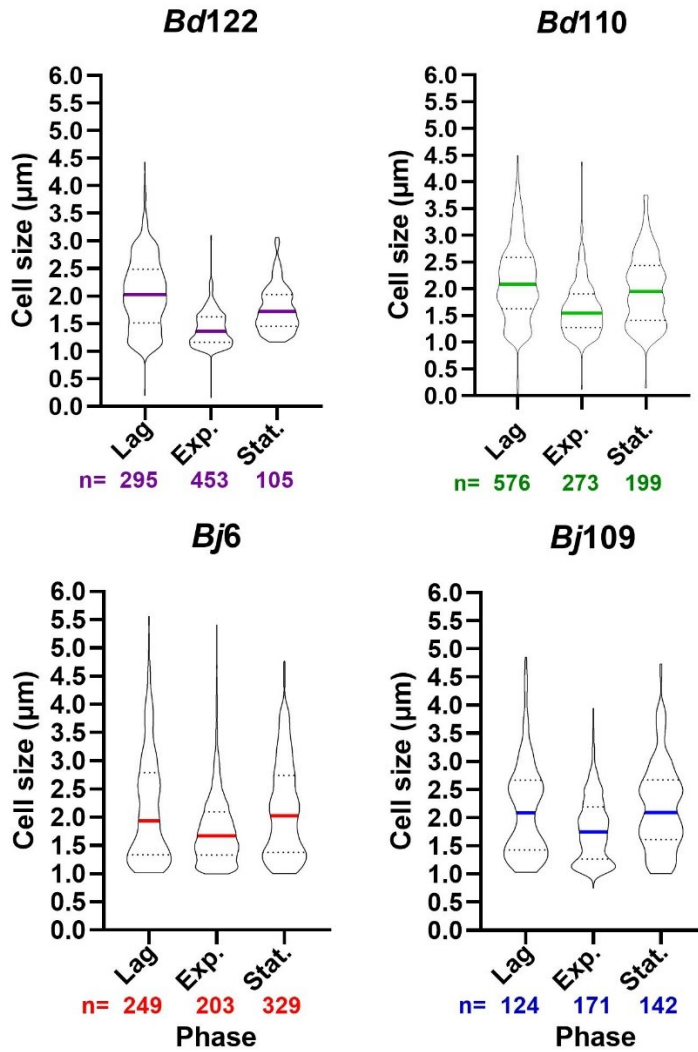 Bd122
Cell size (µm)
6.0
5.5
5.0
4.5
4.0
3.5
3.0
2.5
2.0
1.5
1.0
0.5
0.0
Lag Exp. Stat.
n= 295 453 105
Bd110
Cell size (µm)
6.0
5.5
5.0
4.5
4.0
3.5
3.0
2.5
2.0
1.5
1.0
0.5
0.0
Lag Exp. Stat.
n= 576 273 199
Bj6
Cell size (µm)
6.0
5.5
5.0
4.5
4.0
3.5
3.0
2.5
2.0
1.5
1.0
0.5
0.0
Lag Exp. Stat.
n= 249 203 329
Phase
Bj109
Cell size (µm)
6.0
5.5
5.0
4.5
4.0
3.5
3.0
2.5
2.0
1.5
1.0
0.5
0.0
Lag Exp. Stat.
n= 124 171 142
Phase